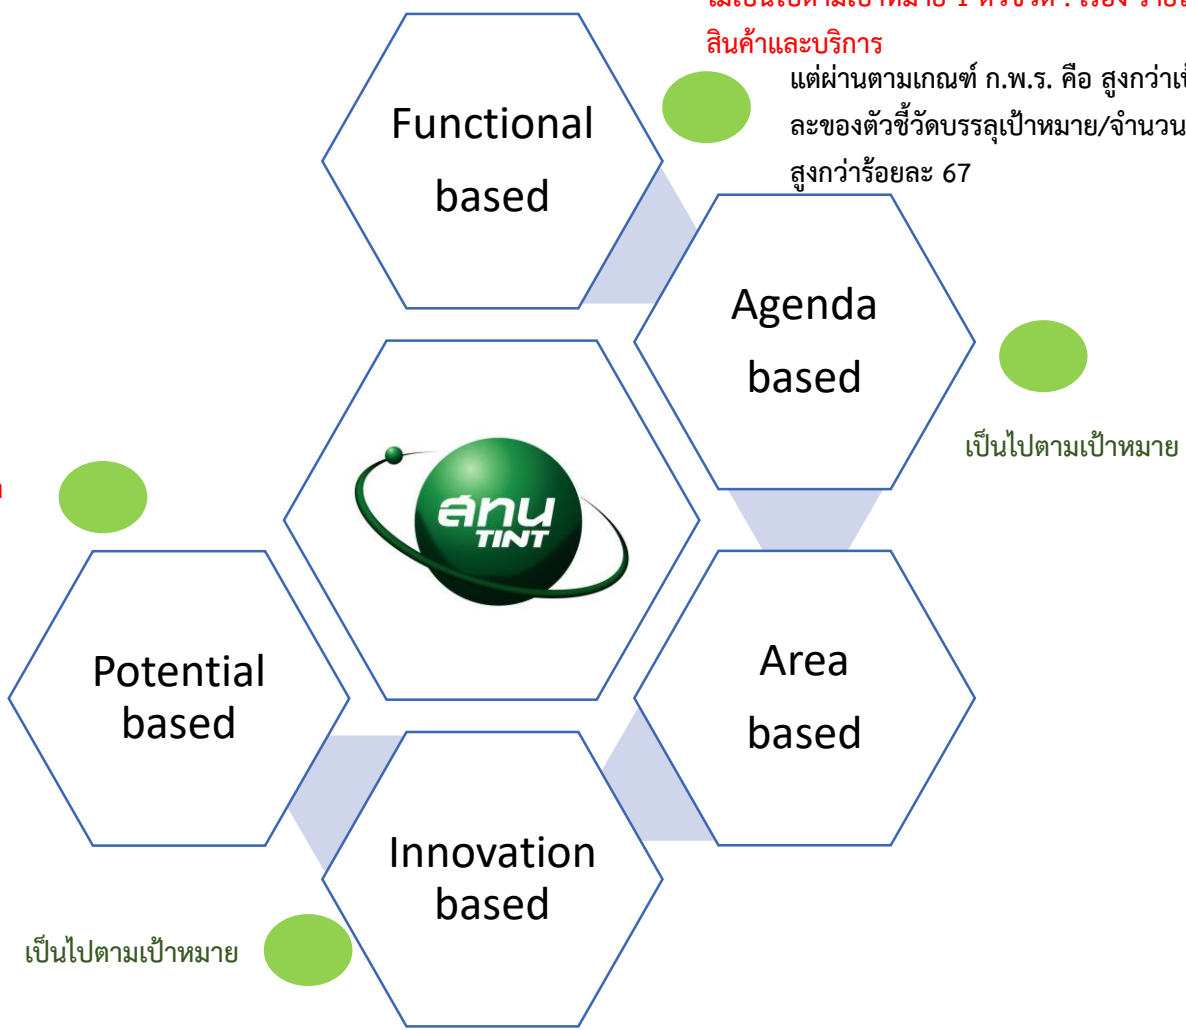 สินค้าและบริการ
แต่ผ่านตามเกณฑ์ ก.พ.ร. คือ สูงกว่า
ละของตัวชี้วัดบรรลุเป้าหมาย/จำนวน
สูงกว่าร้อยละ 67
Functional
based
Agenda
based
เป็นไปตามเป้าหมาย
สทน
TINT
Potential
based
Area
based
Innovation
based
เป็นไปตามเป้าหมาย